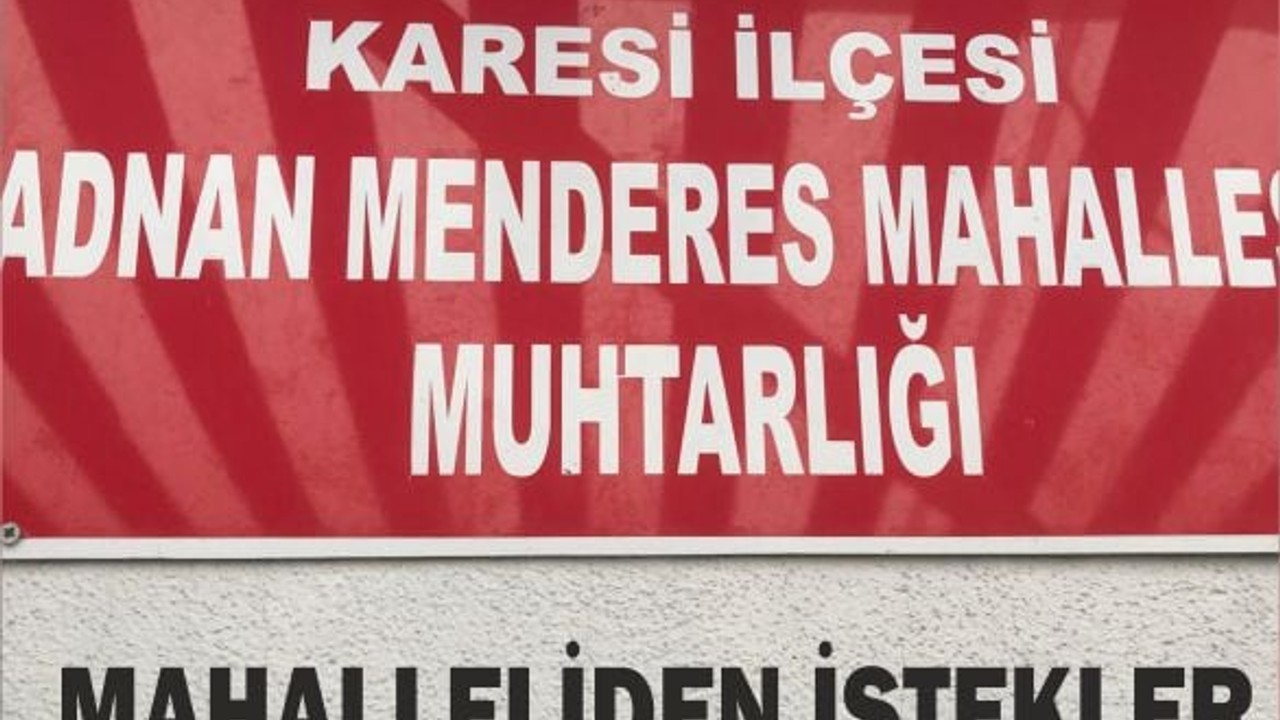 KARESİ İLÇESİ
ADNAN MENDERES MAHALLES
MUHTARLIĞI
MAHALLELİDEN İSTEKLER